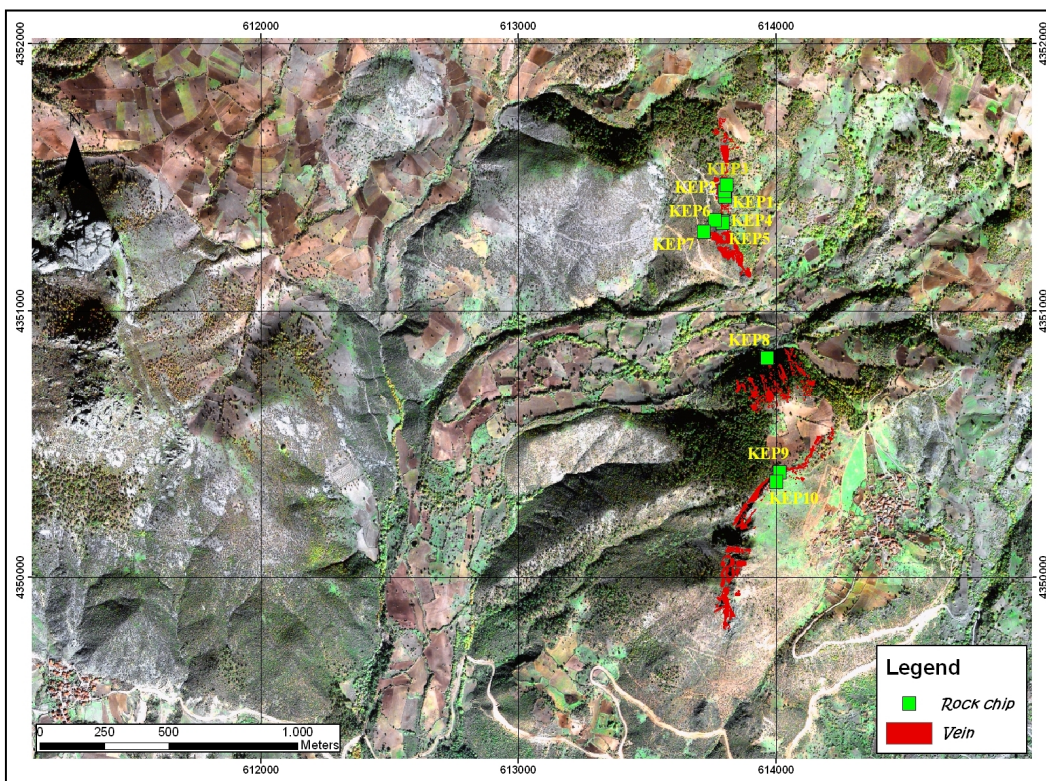 612000 613000 614000
4352000 4352000
KEP3
KEP2
KEP1
KEP6 KEP4
KEP7 KEP5
4351000 4351000
KEP8
KEP9
KEP10
4350000 4350000
Legend
Rock chip
Vein
0 250 500 1.000
Meters
612000 613000 614000